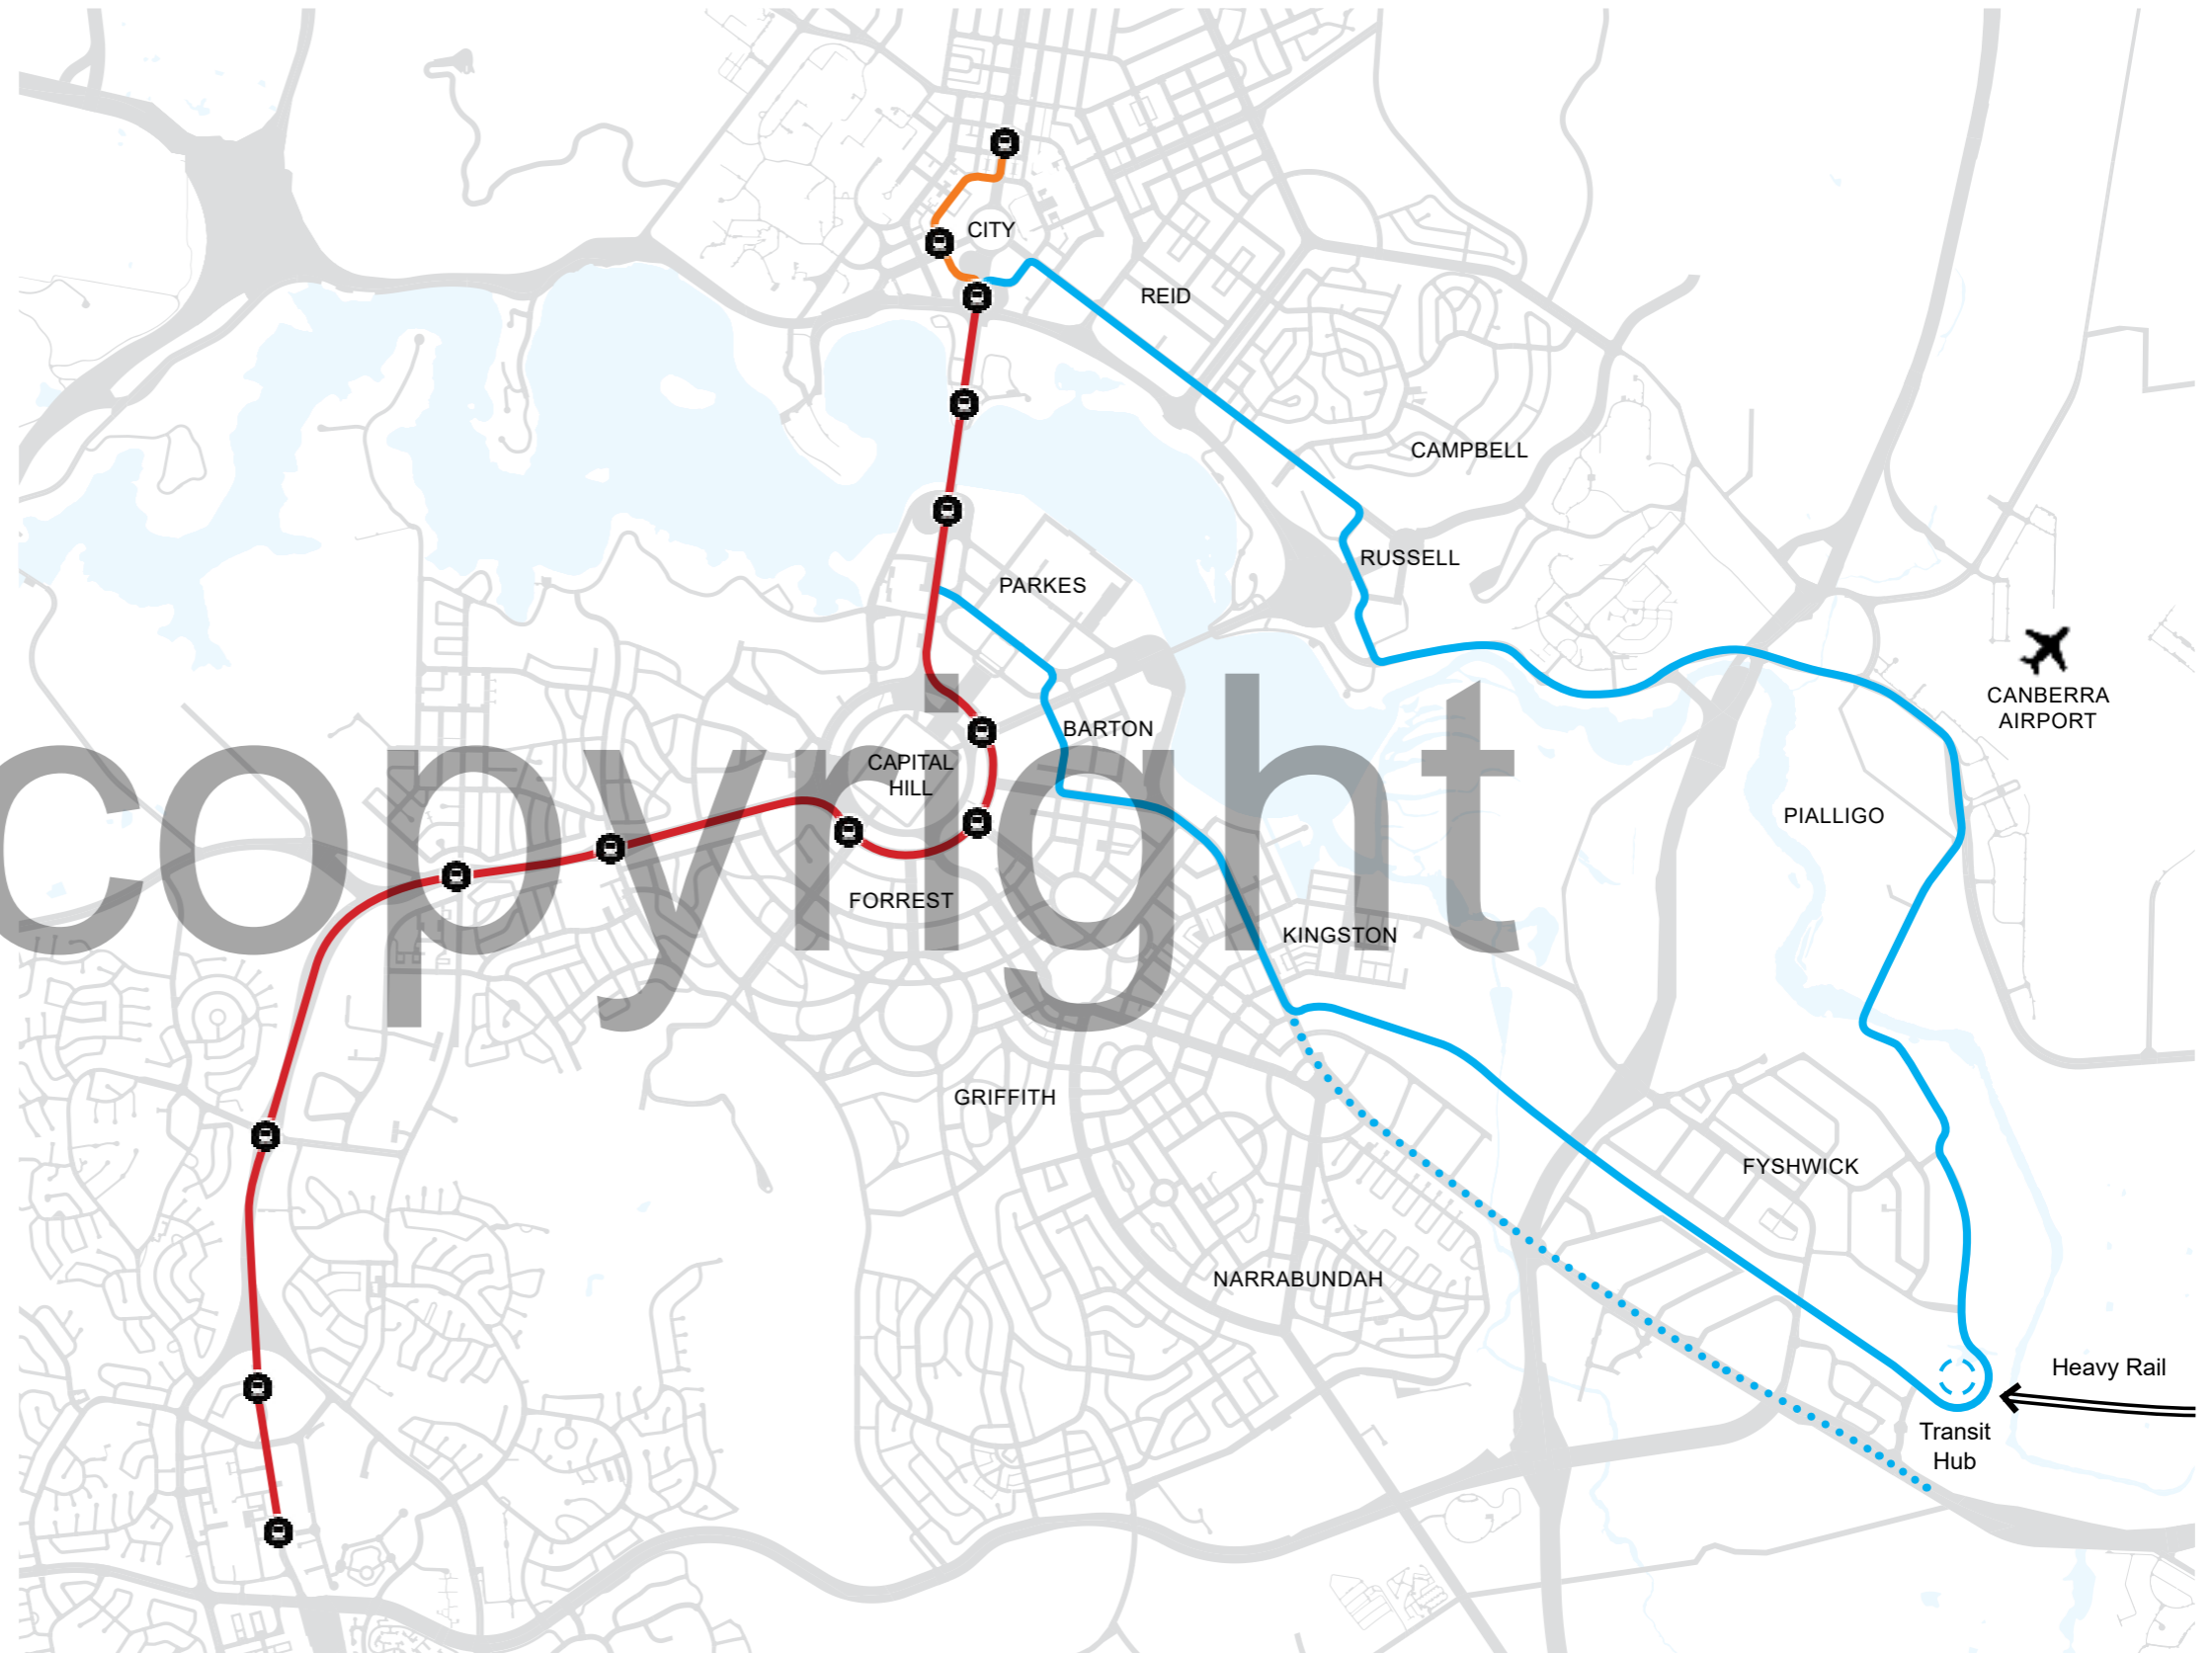 CITY
REID
CAMPBELL
RUSSELL
PARKES
CANBERRA
AIRPORT
BARTON
CAPITAL
HILL
PIALLIGO
copyright
FORREST
KINGSTON
GRIFFITH
FYSHWICK
NARRABUNDAH
Heavy Rail
Transit
Hub